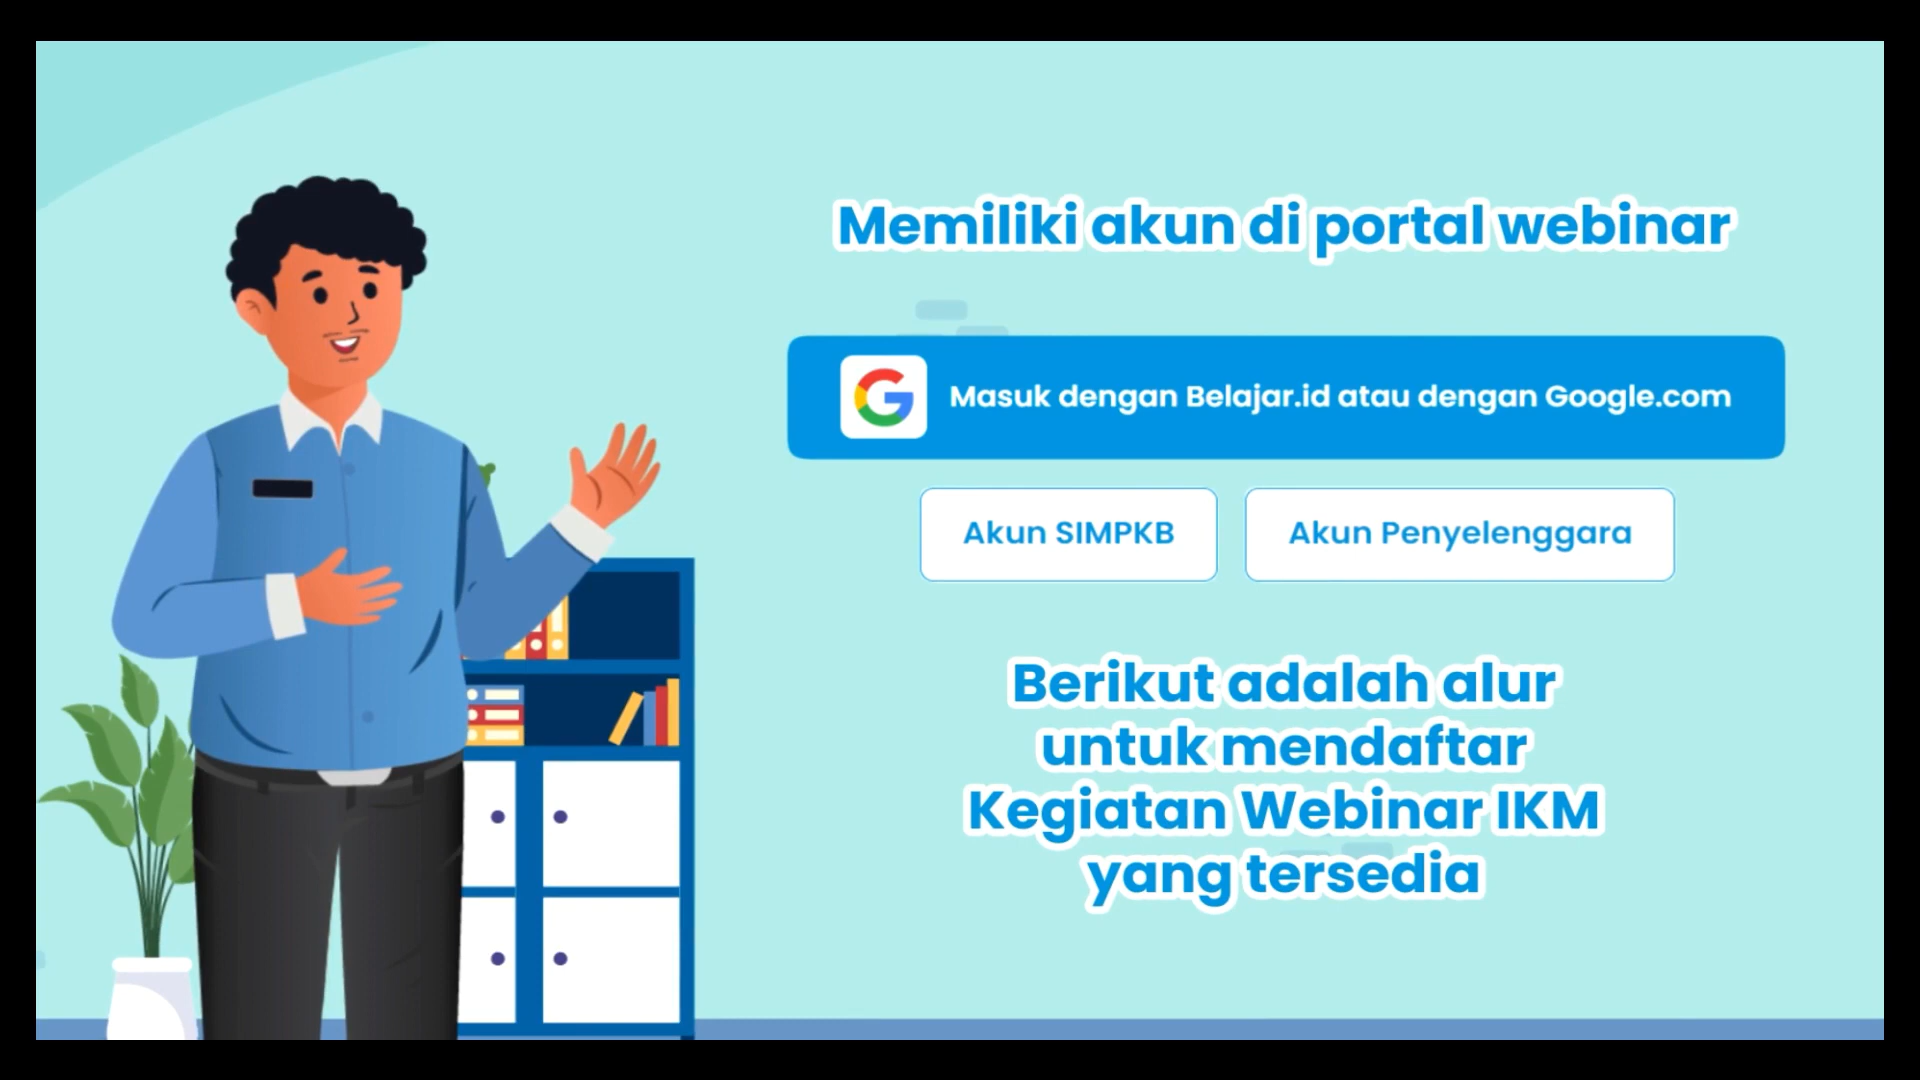 Memiliki akun di portal webinar
Masuk dengan Belajar.id atau dengan Google.com
Akun SIMPKB
Akun Penyelenggara
Berikut adalah alur
untuk mendaftar
Kegiatan Webinar IKM
yang tersedia